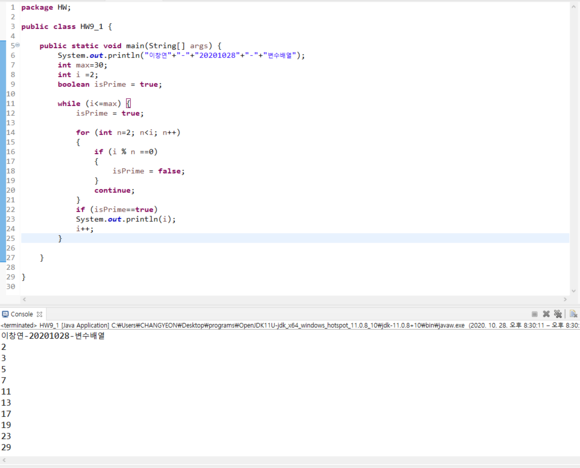 1 package HW;
2
3 public class HW9_1 {
4
5 public static void main(String[] args) {
6 System.out.println("이창연"+"-"+"20201028"+"-"+"변수배열");
7 int max=30;
8 int i =2;
9 boolean isPrime = true;
10
11 while (i<=max) {
12 isPrime = true;
13
14 for (int n=2; n<i; n++)
15 {
16 if (i % n ==0)
17 {
18 isPrime = false;
19 }
20 continue;
21 }
22 if (isPrime==true)
23 System.out.println(i);
24 i++;
25 }
26
27 }
28
29 }
30
Console
<terminated> HW9_1 [Java Application] C:₩Users₩CHANGYEON₩Desktop₩programs₩OpenJDK11U-jdk_x64_windows_hotspot_11.0.8_10₩jdk-11.0.8+10₩bin₩javaw.exe (2020. 10. 28. 오후 8:30:11 – 오후 8:30:
이창연-20201028-변수배열
2
3
5
7
11
13
17
19
23
29